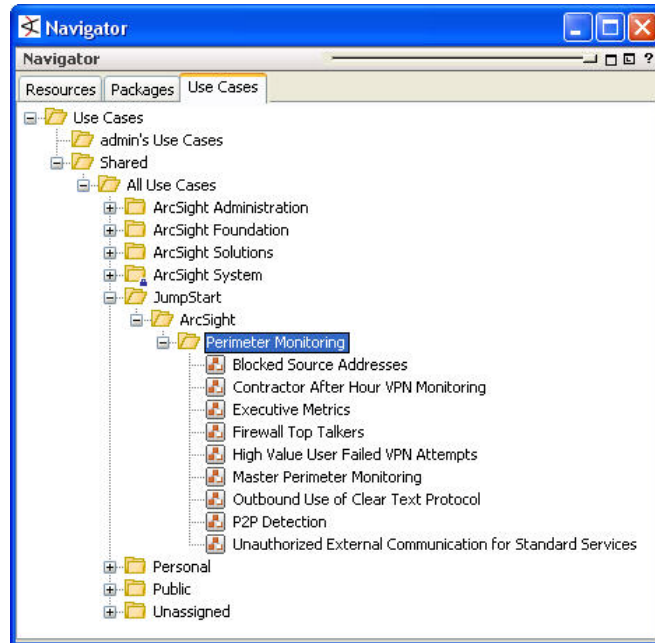 Navigator
Navigator ?
Resources Packages Use Cases
Use Cases
admin's Use Cases
Shared
All Use Cases
ArcSight Administration
ArcSight Foundation
ArcSight Solutions
ArcSight System
JumpStart
ArcSight
Perimeter Monitoring
Blocked Source Addresses
Contractor After Hour VPN Monitoring
Executive Metrics
Firewall Top Talkers
High Value User Failed VPN Attempts
Master Perimeter Monitoring
Outbound Use of Clear Text Protocol
P2P Detection
Unauthorized External Communication for Standard Services
Personal
Public
Unassigned